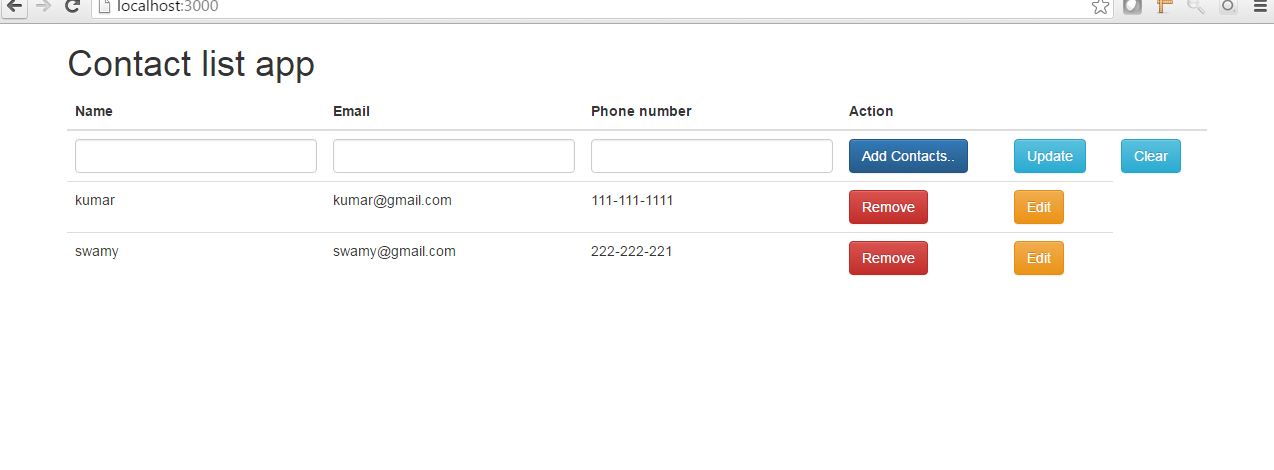 localhost:3000
Contact list app
Name Email Phone number Action
Add Contacts.. Update Clear
kumar kumar@gmail.com 111-111-1111 Remove Edit
swamy swamy@gmail.com 222-222-221 Remove Edit